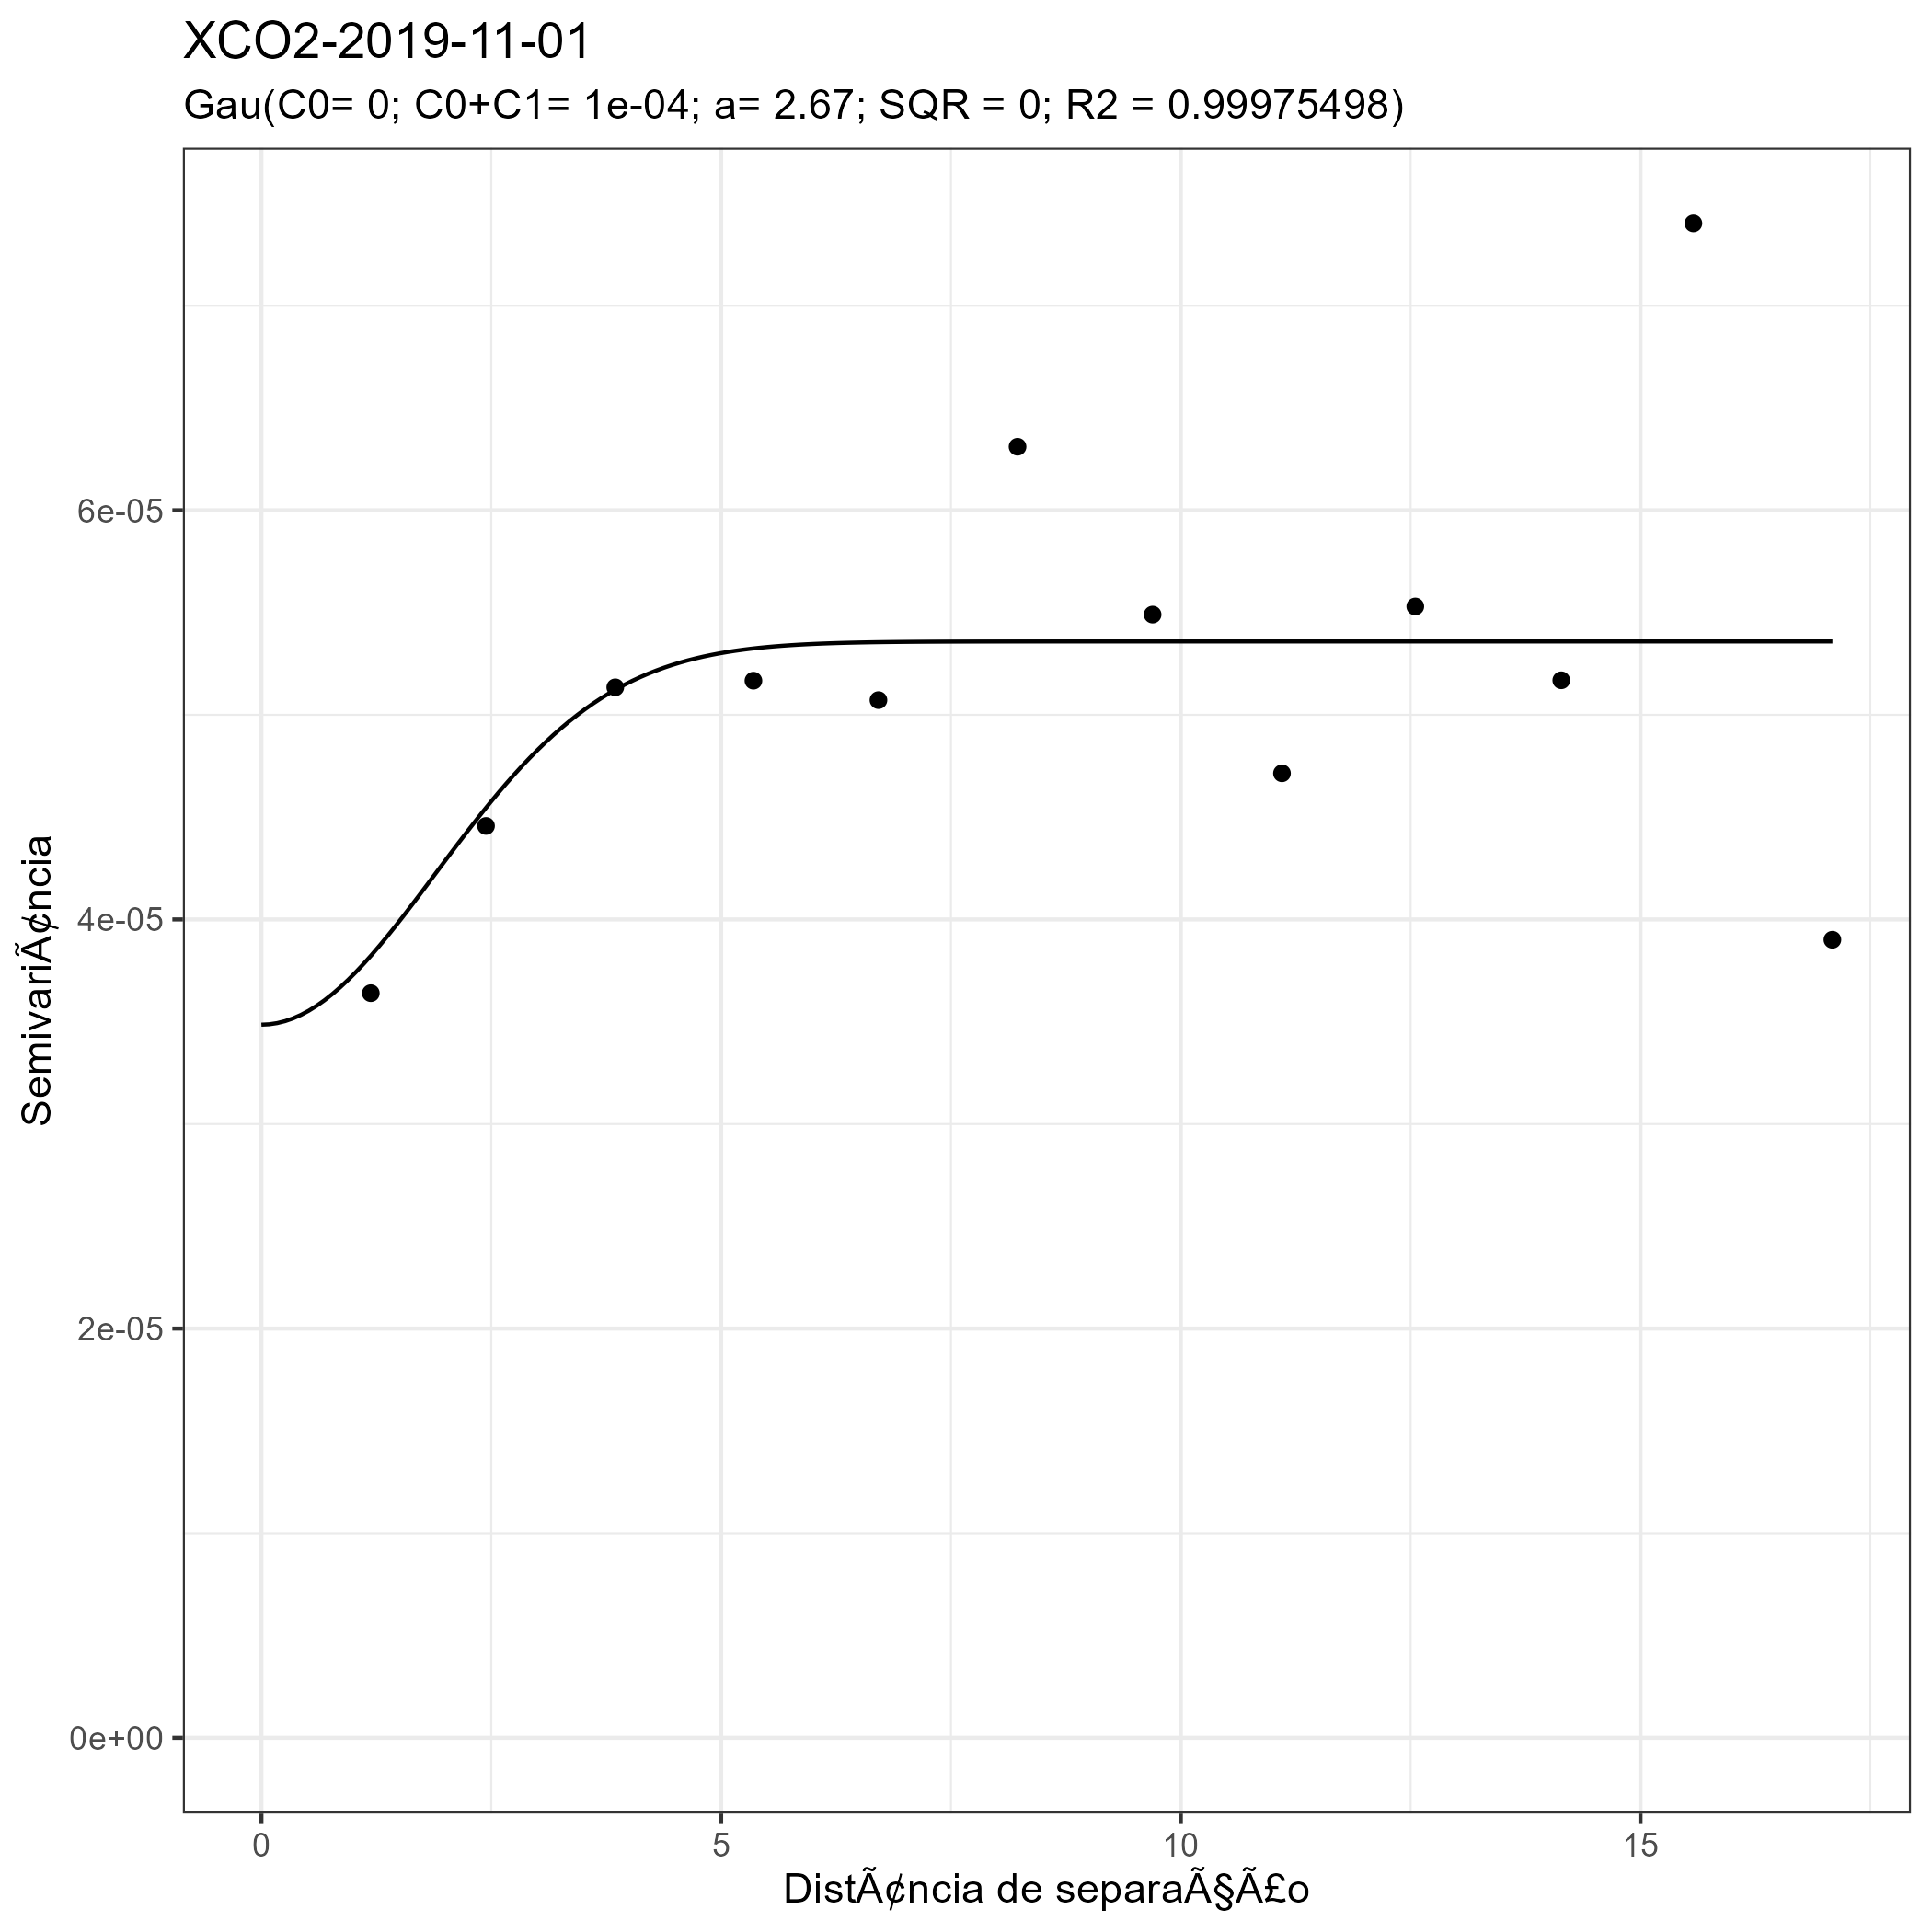 XCO2-2019-11-01
Gau(C0= 0; C0+C1= 1e-04; a= 2.67; SQR = 0; R2 = 0.99975498)
SemivariÃ¢ncia
6e-05
4e-05
2e-05
0e+00
0 5 10 15
DistÃ¢ncia de separaÃ§Ã£o